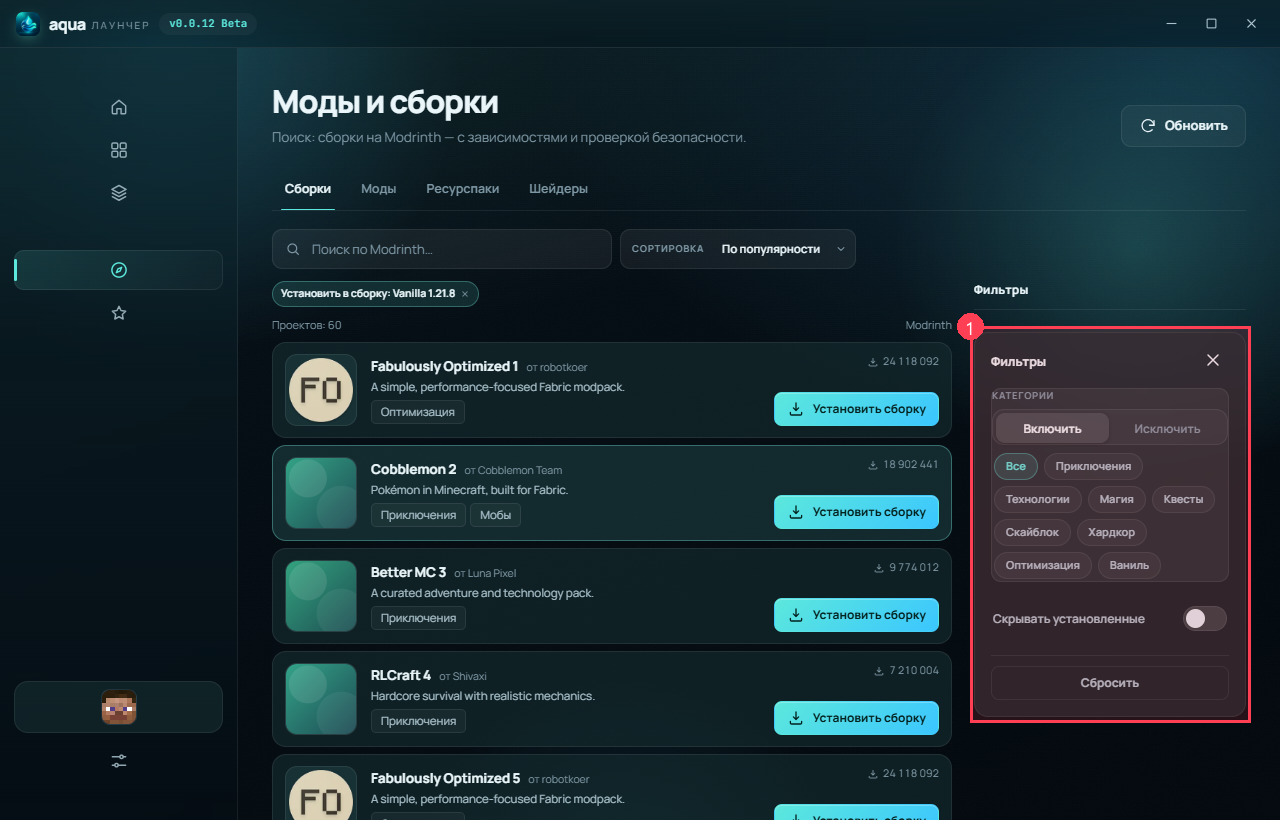 aqua ЛАУНЧЕР v0.0.12 Beta
Моды и сборки
Поиск: сборки на Modrinth — с зависимостями и проверкой безопасности.
Обновить
Сборки Моды Ресурспаки Шейдеры
Поиск по Modrinth...
СОРТИРОВКА По популярности
Установить в сборку: Vanilla 1.21.8 ×
Проектов: 60
Modrinth
FO
Fabulously Optimized 1 от robotkoer
24 118 092
A simple, performance-focused Fabric modpack.
Оптимизация
Установить сборку
Cobblemon 2 от Cobblemon Team
18 902 441
Pokémon in Minecraft, built for Fabric.
Приключения Мобы
Установить сборку
Better MC 3 от Luna Pixel
9 774 012
A curated adventure and technology pack.
Приключения
Установить сборку
RLCraft 4 от Shivaxi
7 210 004
Hardcore survival with realistic mechanics.
Приключения
Установить сборку
FO
Fabulously Optimized 5 от robotkoer
24 118 092
A simple, performance-focused Fabric modpack.
Фильтры
1
Фильтры
КАТЕГОРИИ
Включить Исключить
Все Приключения
Технологии Магия Квесты
Скайблок Хардкор
Оптимизация Ваниль
Скрывать установленные
Сбросить